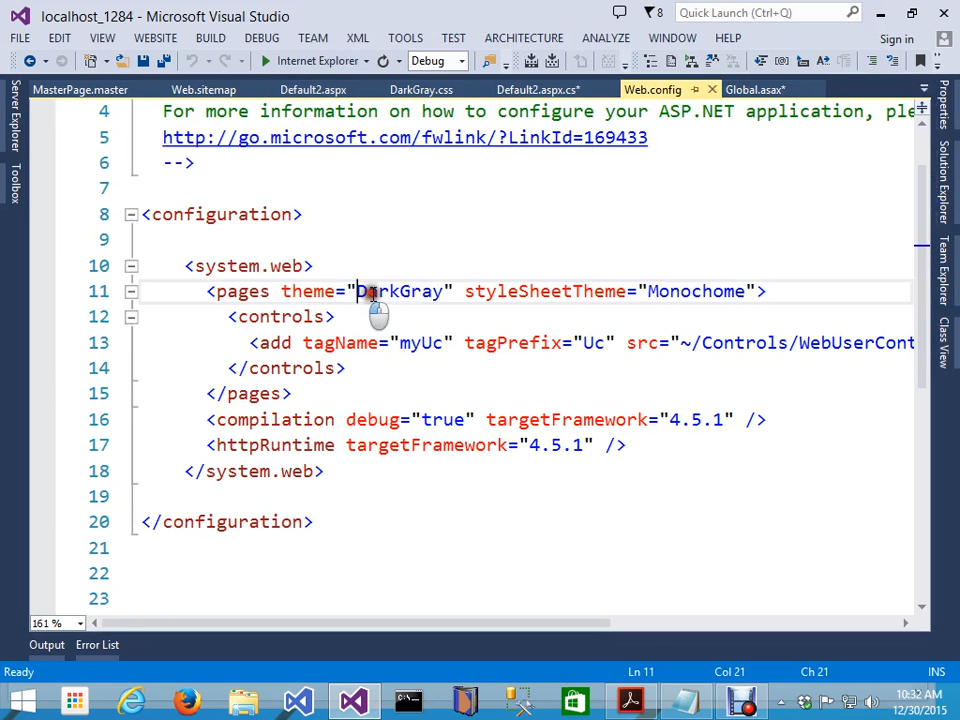 localhost_1284 - Microsoft Visual Studio
8
Quick Launch (Ctrl+Q)
FILE EDIT VIEW WEBSITE BUILD DEBUG TEAM SQL FORMAT TABLE XML TOOLS TEST ARCHITECTURE ANALYZE WINDOW HELP
Sign in
Internet Explorer
Debug
MasterPage.master Web.sitemap Default2.aspx DarkGray.css Default2.aspx.cs* Web.config Global.asax*
Server Explorer
Toolbox
Properties
Solution Explorer
Team Explorer
Class View
4 For more information on how to configure your ASP.NET application, ple
5 http://go.microsoft.com/fwlink/?LinkId=169433
6 -->
7
8 <configuration>
9
10 <system.web>
11 <pages theme="DarkGray" styleSheetTheme="Monochome">
12 <controls>
13 <add tagName="myUc" tagPrefix="Uc" src="~/Controls/WebUserCont
14 </controls>
15 </pages>
16 <compilation debug="true" targetFramework="4.5.1" />
17 <httpRuntime targetFramework="4.5.1" />
18 </system.web>
19
20 </configuration>
21
22
23
161 %
Output Error List
Ready
Ln 11 Col 21 Ch 21 INS
10:32 AM
12/30/2015